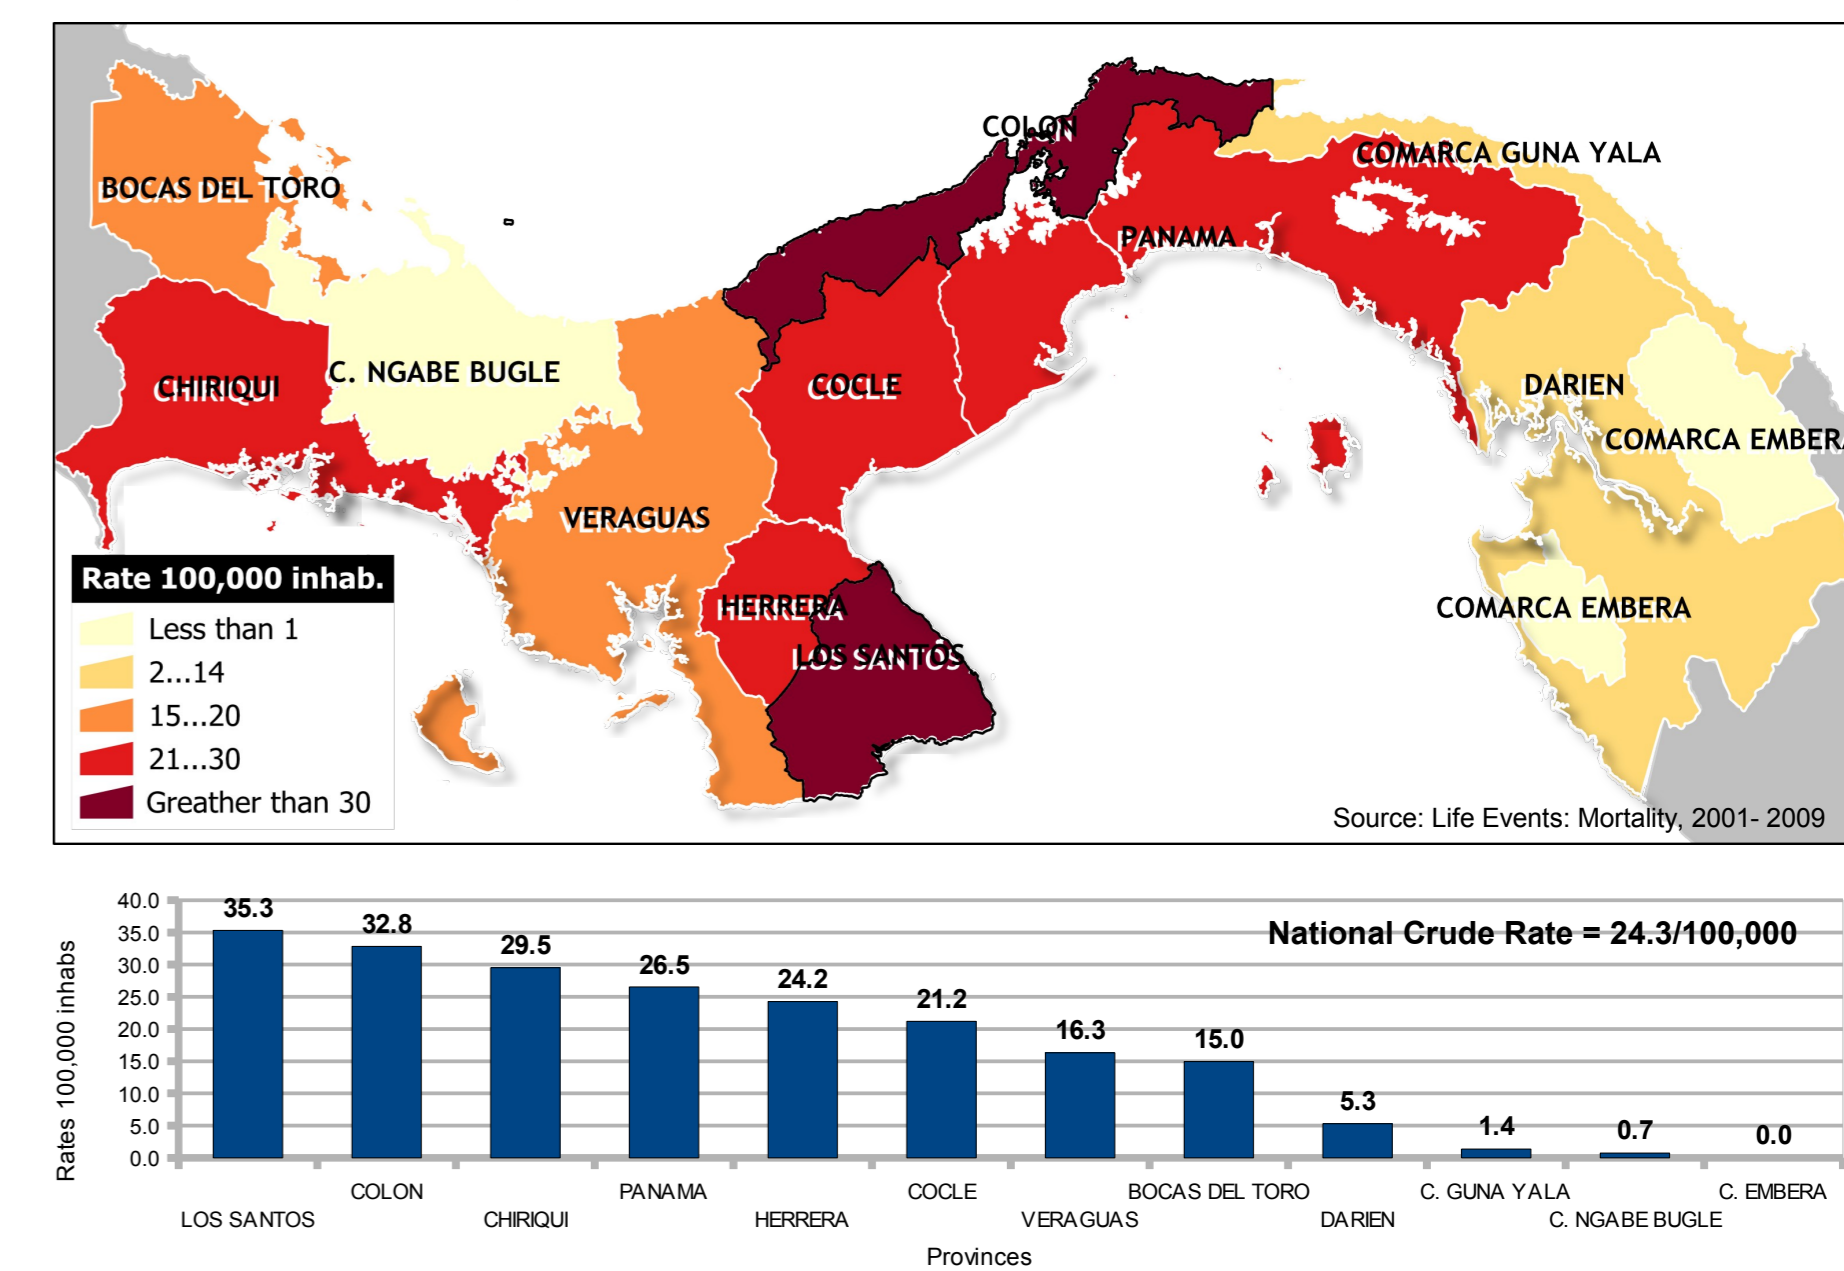 COLON
COMARCA GUNA YALA
BOCAS DEL TORO
PANAMA
C. NGABE BUGLE
CHIRIQUI
COCLE
DARIEN
COMARCA EMBERA
VERAGUAS
HERRERA
COMARCA EMBERA
LOS SANTOS
Rate 100,000 inhab.
Less than 1
2...14
15...20
21...30
Greather than 30
Source: Life Events: Mortality, 2001- 2009
National Crude Rate = 24.3/100,000
Rates 100,000 inhabs
40.0
35.0
30.0
25.0
20.0
15.0
10.0
5.0
0.0
35.3
32.8
29.5
26.5
24.2
21.2
16.3
15.0
5.3
1.4
0.7
0.0
LOS SANTOS
COLON
CHIRIQUI
PANAMA
HERRERA
COCLE
VERAGUAS
BOCAS DEL TORO
DARIEN
C. GUNA YALA
C. NGABE BUGLE
C. EMBERA
Provinces